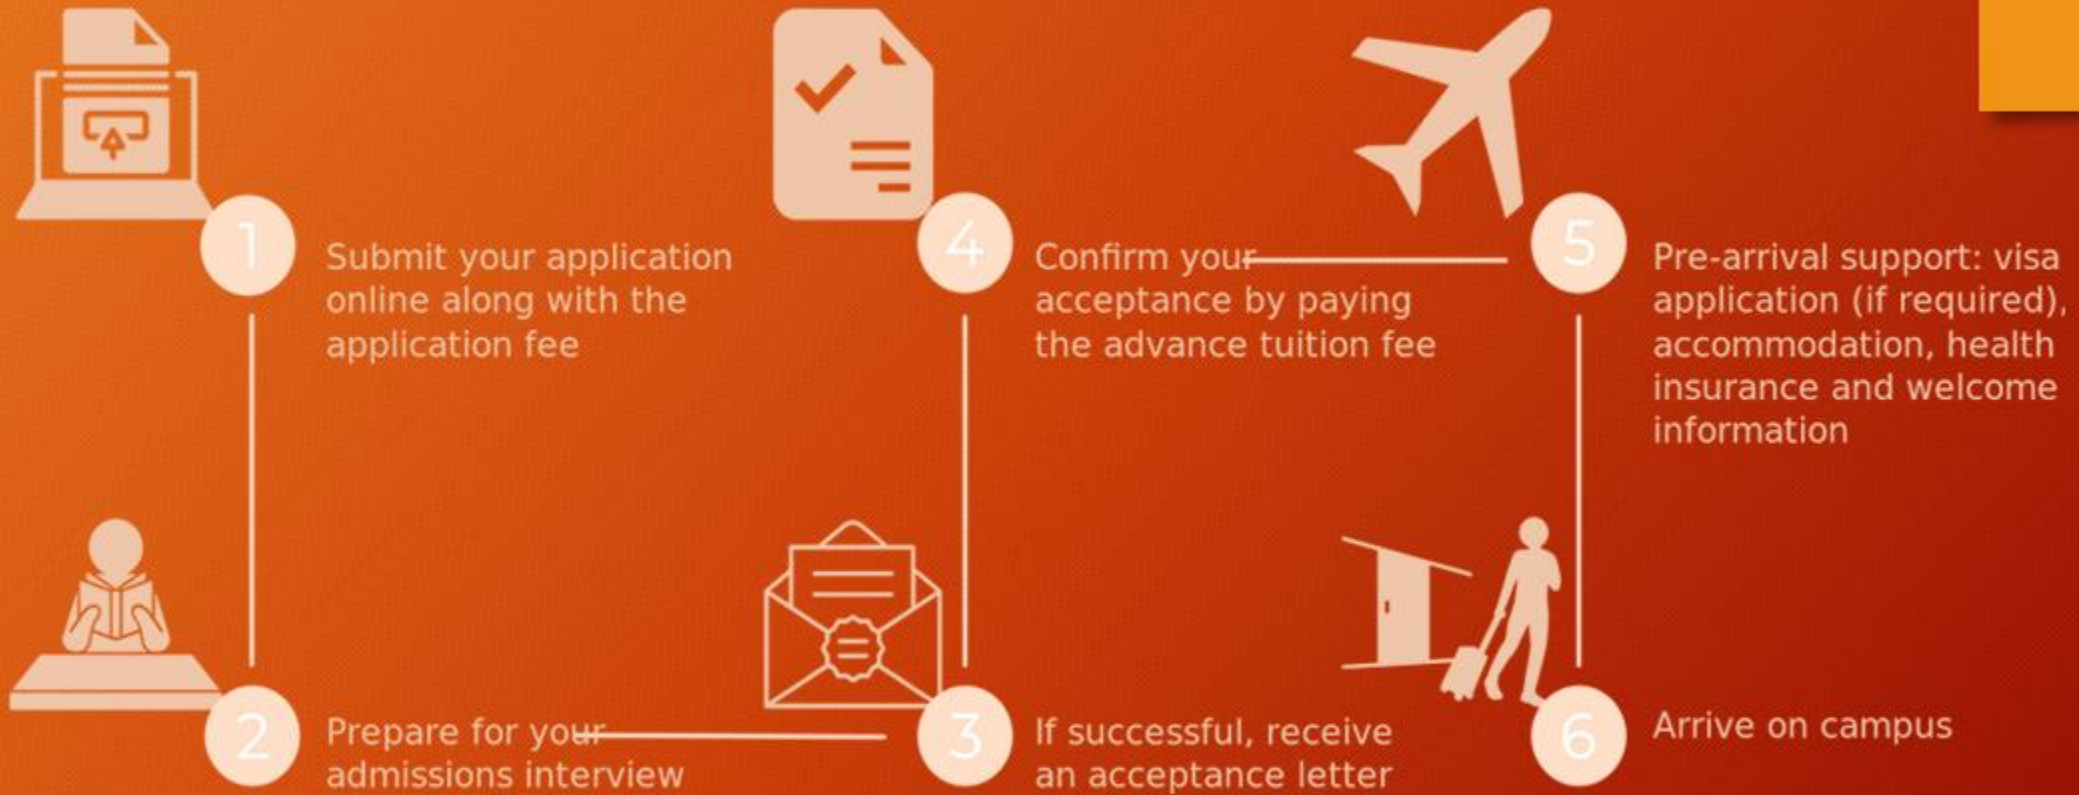 1
Submit your application
online along with the
application fee
2
Prepare for your
admissions interview
3
If successful, receive
an acceptance letter
4
Confirm your
acceptance by paying
the advance tuition fee
5
Pre-arrival support: visa
application (if required),
accommodation, health
insurance and welcome
information
6
Arrive on campus